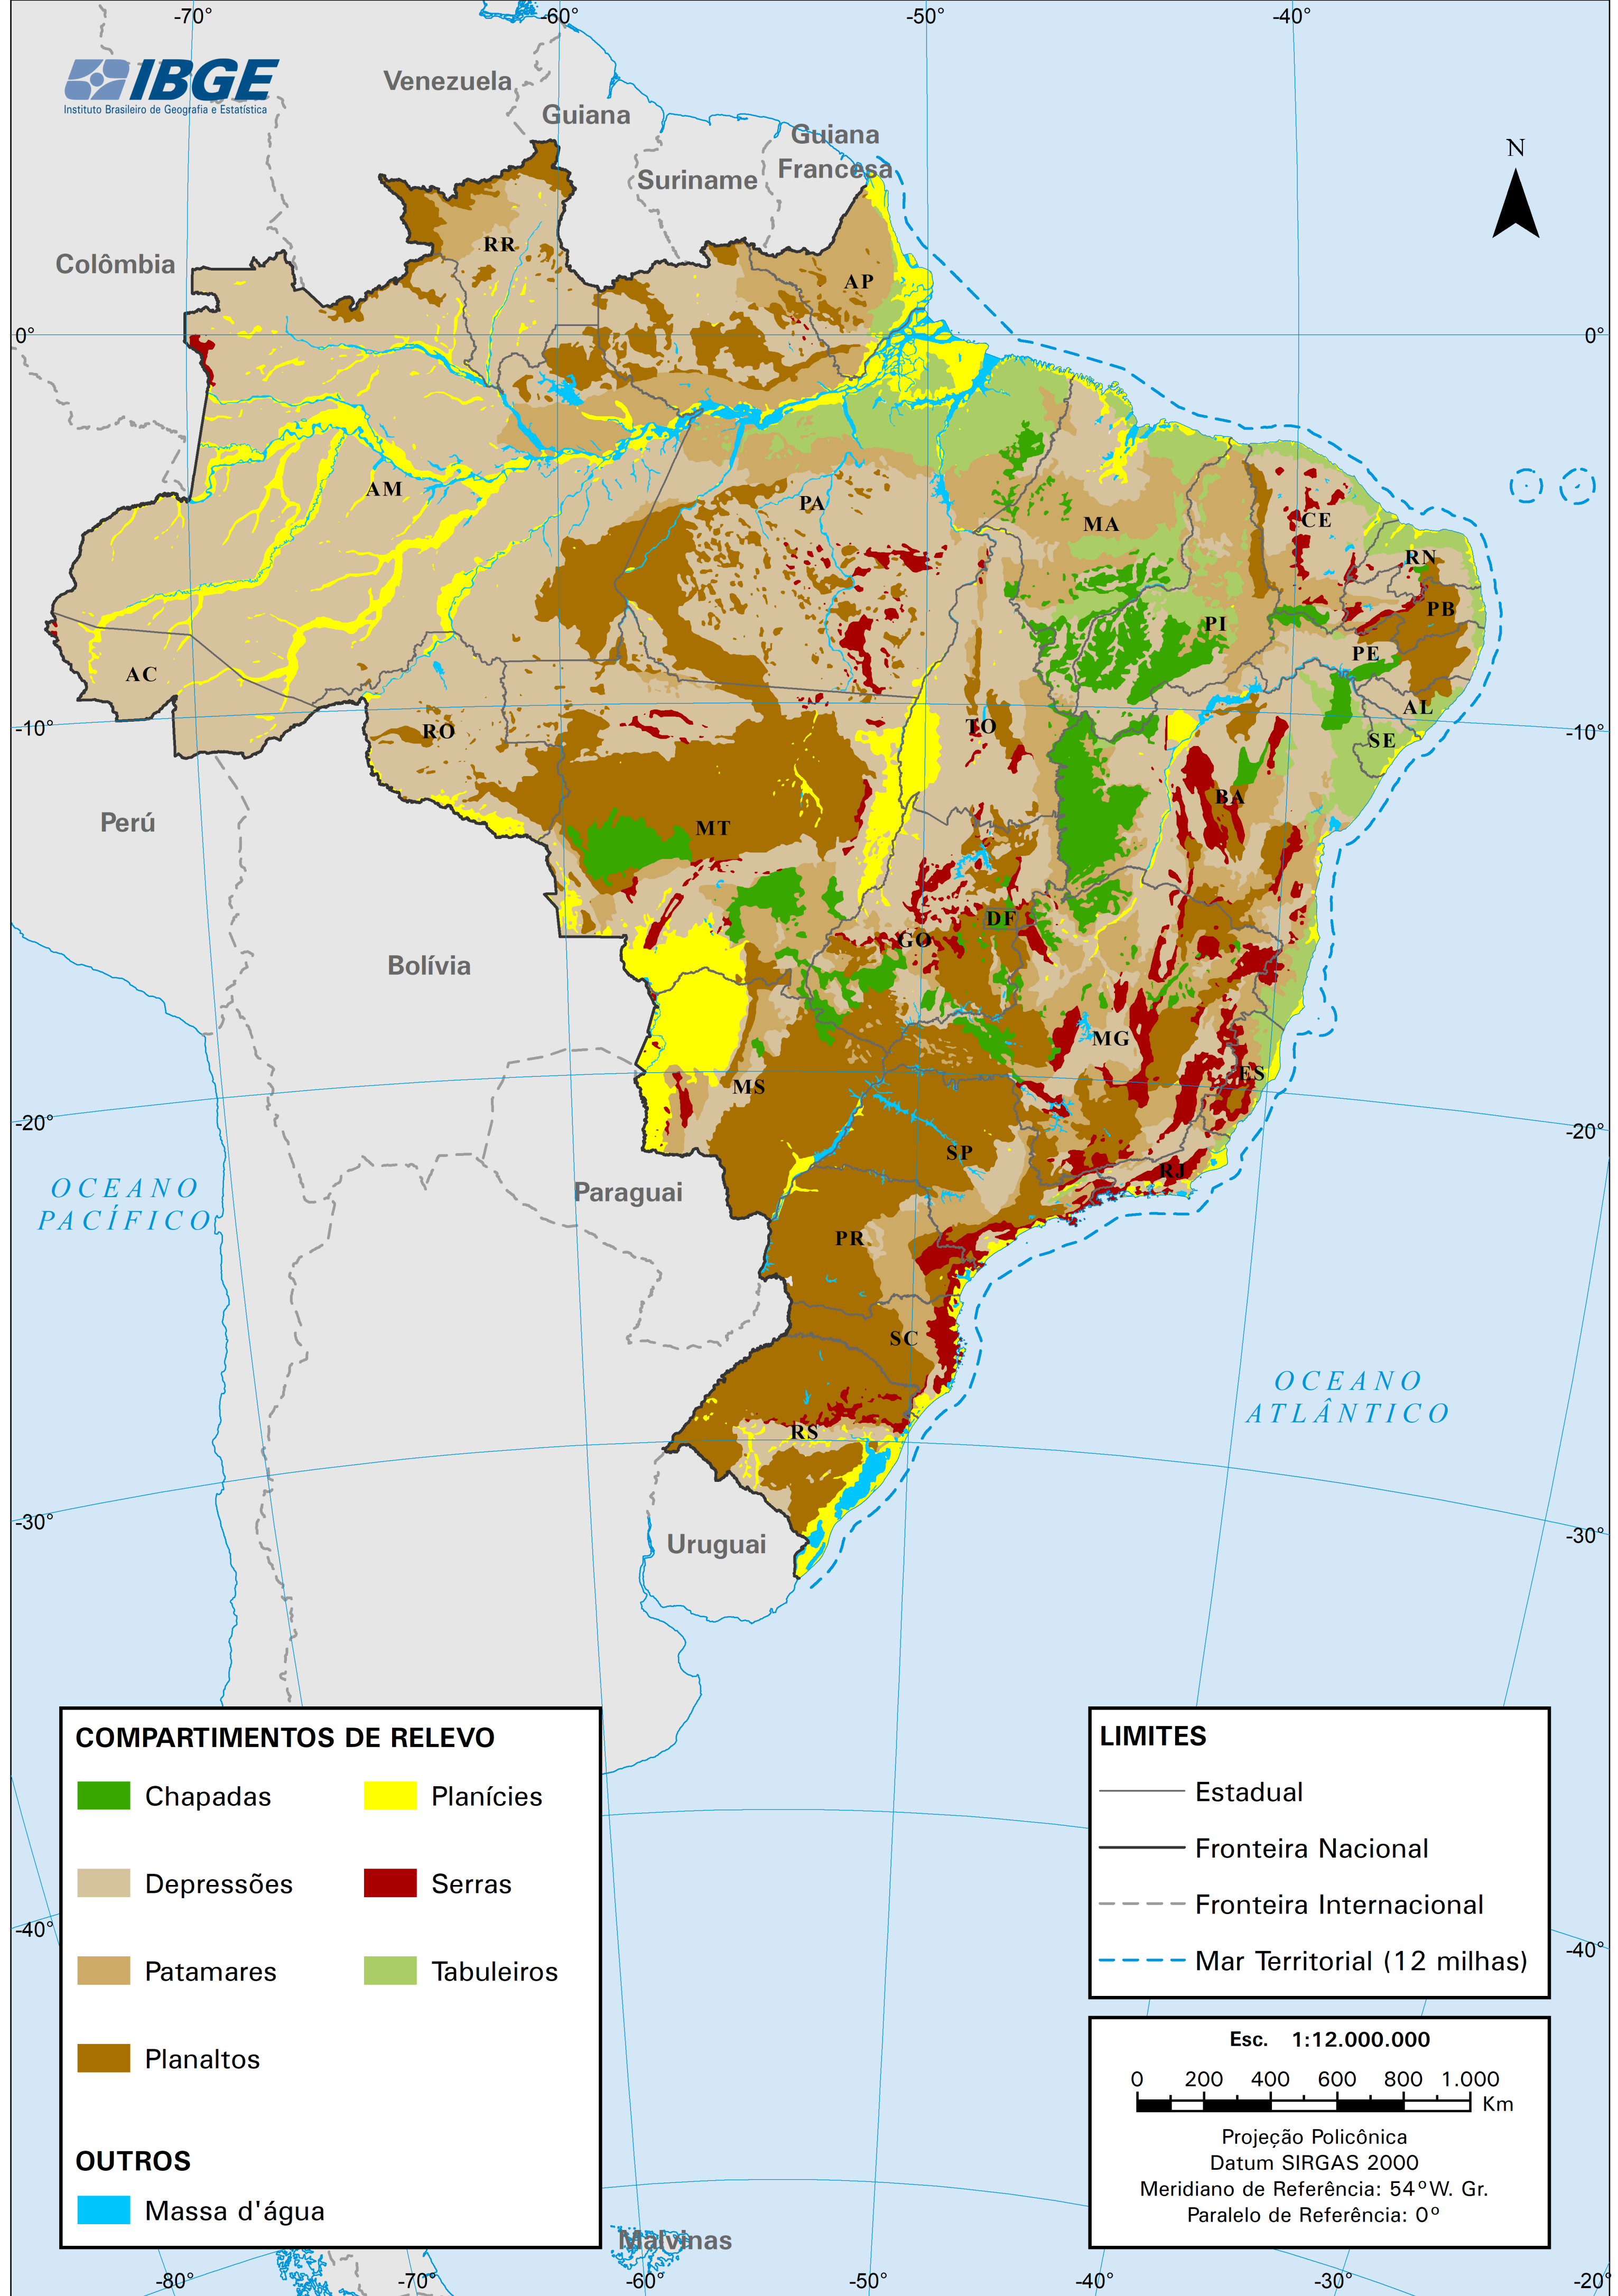 -70°
-60°
-50°
-40°
IBGE
Instituto Brasileiro de Geografia e Estatística
Venezuela
Guiana
Guiana
Francesa
Suriname
N
Colômbia
RR
AP
0°
0°
AM
PA
MA
CE
RN
PB
PI
PE
AC
AL
-10°
RO
TO
-10°
SE
BA
Perú
MT
DF
GO
Bolívia
MG
ES
MS
-20°
-20°
SP
RJ
OCEANO
PACÍFICO
Paraguai
PR
SC
OCEANO
ATLÂNTICO
RS
-30°
-30°
Uruguai
COMPARTIMENTOS DE RELEVO
Chapadas
Planícies
Depressões
Serras
Patamares
Tabuleiros
Planaltos
OUTROS
Massa d'água
LIMITES
Estadual
Fronteira Nacional
Fronteira Internacional
Mar Territorial (12 milhas)
-40°
-40°
Esc. 1:12.000.000
0 200 400 600 800 1.000
Km
Projeção Policônica
Datum SIRGAS 2000
Meridiano de Referência: 54ºW. Gr.
Paralelo de Referência: 0º
Malvinas
-80°
-70°
-60°
-50°
-40°
-30°
-20°